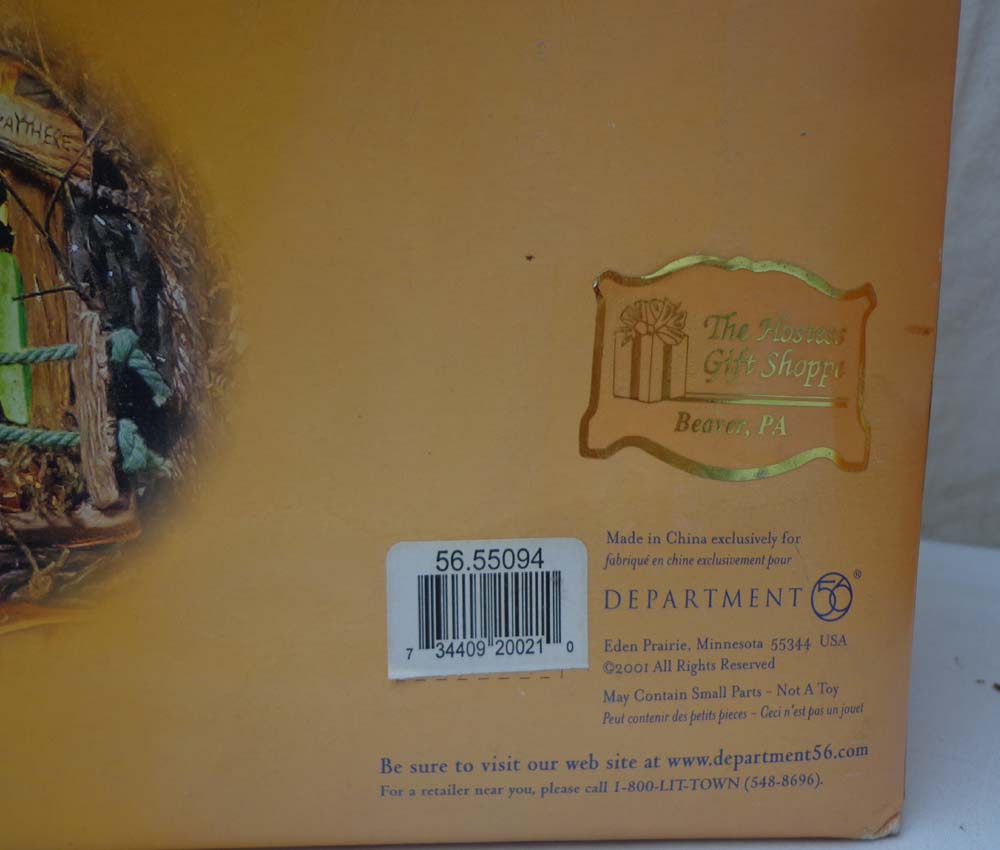 The Hostess
Gift Shoppe
Beaver, PA
56.55094
7 34409 20021 0
Made in China exclusively for
fabriqué en chine exclusivement pour
DEPARTMENT 56®
Eden Prairie, Minnesota 55344 USA
©2001 All Rights Reserved
May Contain Small Parts - Not A Toy
Peut contenir des petits pieces - Ceci n'est pas un jouet
Be sure to visit our web site at www.department56.com
For a retailer near you, please call 1-800-LIT-TOWN (548-8696).